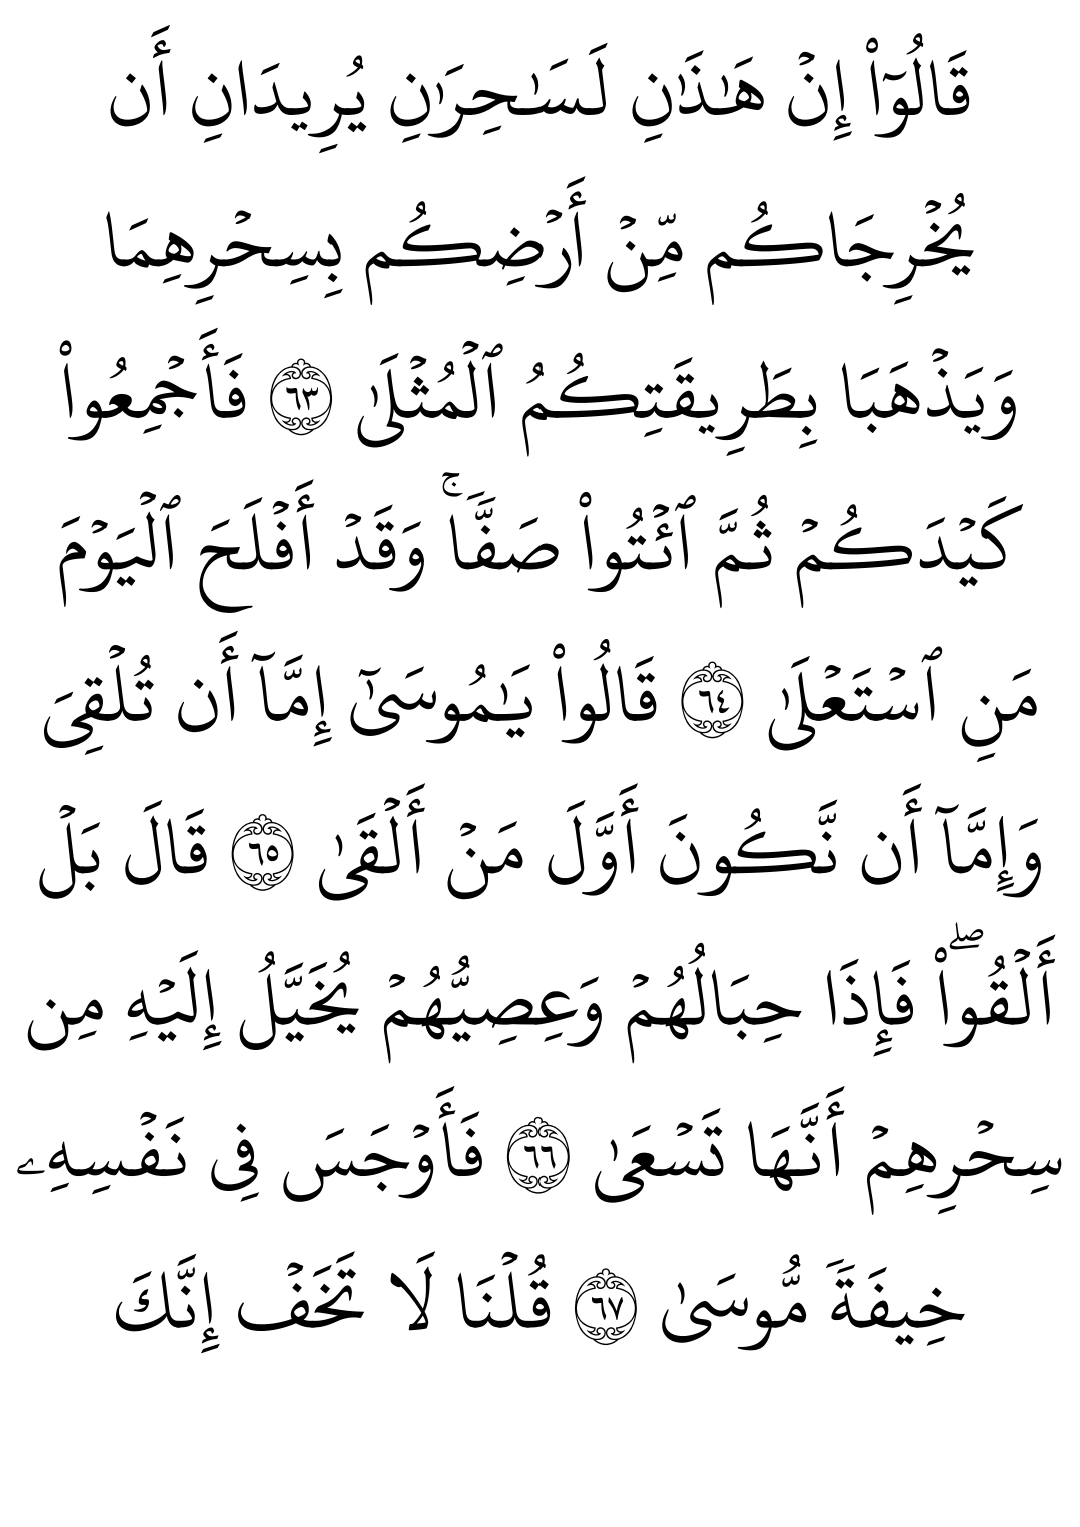 قَالُوٓا۟ إِنْ هَـٰذَٰنِ لَسَـٰحِرَٰنِ يُرِيدَانِ أَن
يُخْرِجَاكُم مِّنْ أَرْضِكُم بِسِحْرِهِمَا
وَيَذْهَبَا بِطَرِيقَتِكُمُ ٱلْمُثْلَىٰ ٦٣ فَأَجْمِعُوا۟
كَيْدَكُمْ ثُمَّ ٱئْتُوا۟ صَفًّا ۚ وَقَدْ أَفْلَحَ ٱلْيَوْمَ
مَنِ ٱسْتَعْلَىٰ ٦٤ قَالُوا۟ يَـٰمُوسَىٰٓ إِمَّآ أَن تُلْقِىَ
وَإِمَّآ أَن نَّكُونَ أَوَّلَ مَنْ أَلْقَىٰ ٦٥ قَالَ بَلْ
أَلْقُوا۟ ۖ فَإِذَا حِبَالُهُمْ وَعِصِيُّهُمْ يُخَيَّلُ إِلَيْهِ مِن
سِحْرِهِمْ أَنَّهَا تَسْعَىٰ ٦٦ فَأَوْجَسَ فِى نَفْسِهِۦ
خِيفَةً مُّوسَىٰ ٦٧ قُلْنَا لَا تَخَفْ إِنَّكَ